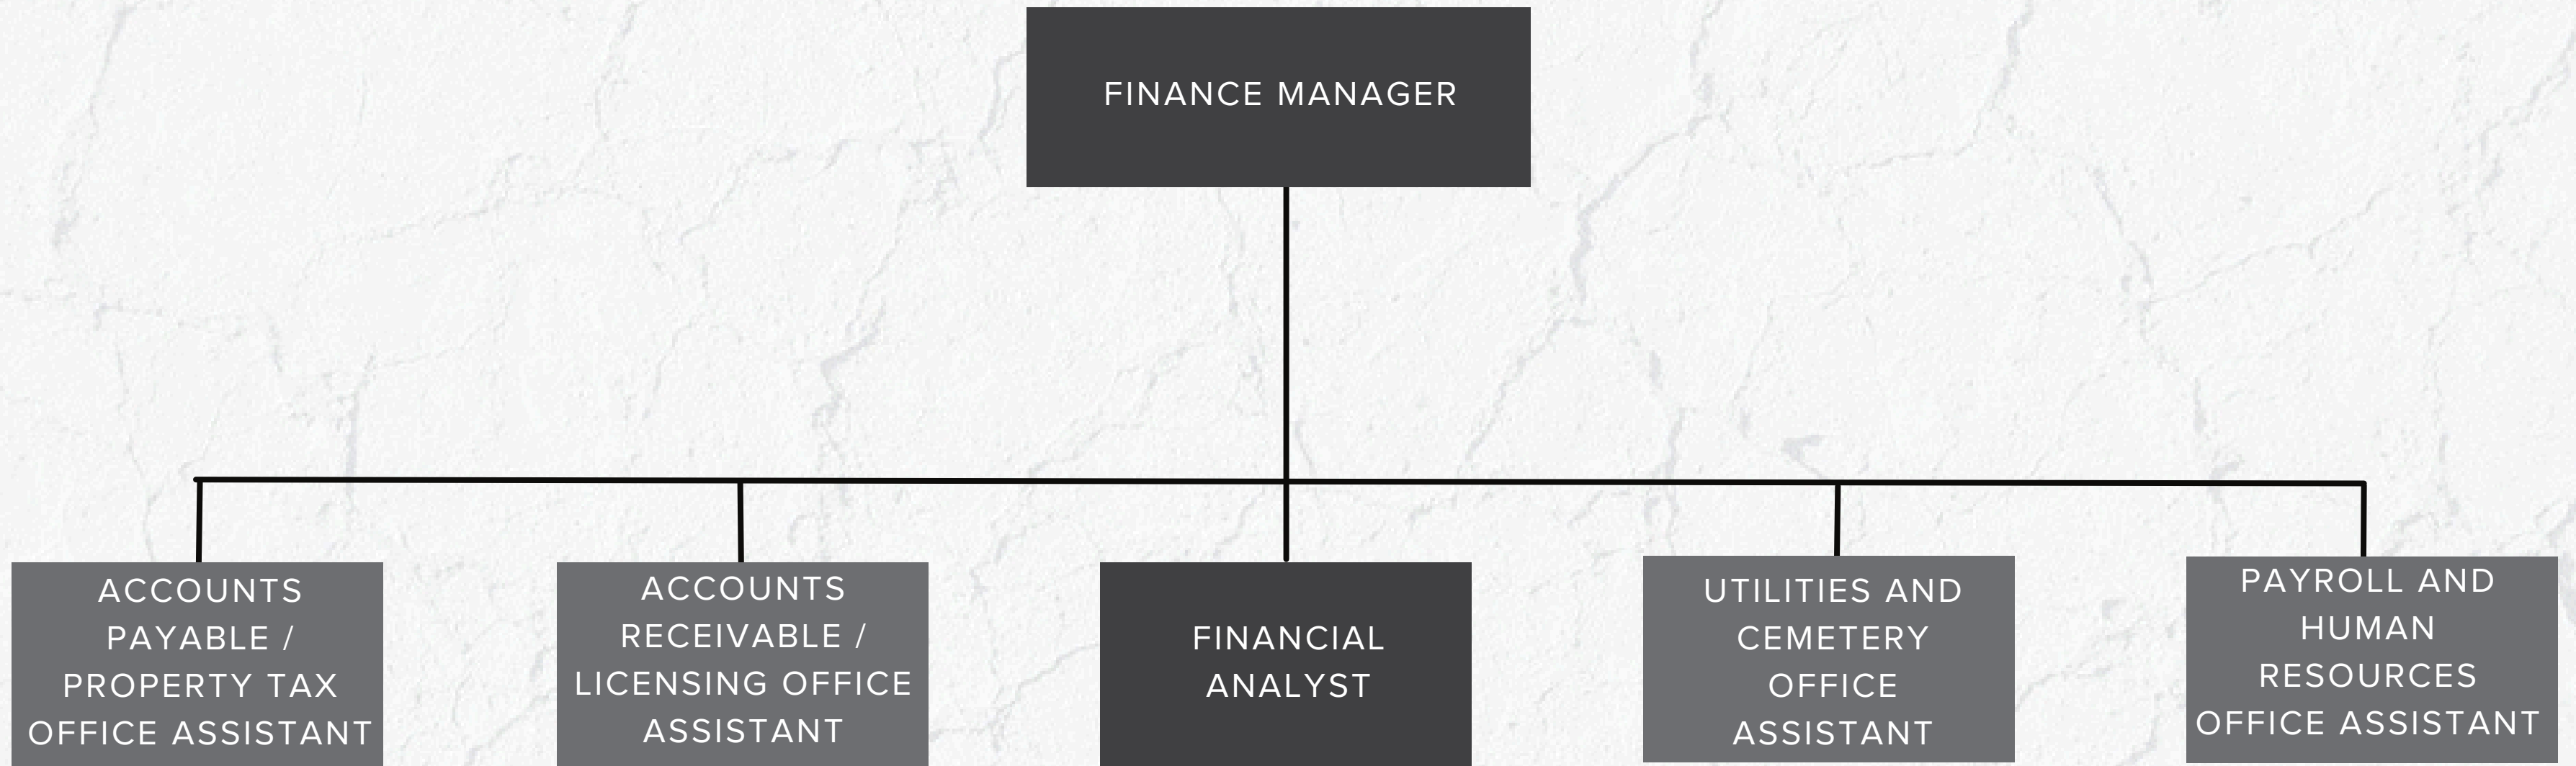 FINANCE MANAGER
ACCOUNTS
PAYABLE /
PROPERTY TAX
OFFICE ASSISTANT
ACCOUNTS
RECEIVABLE /
LICENSING OFFICE
ASSISTANT
FINANCIAL
ANALYST
UTILITIES AND
CEMETERY
OFFICE
ASSISTANT
PAYROLL AND
HUMAN
RESOURCES
OFFICE ASSISTANT